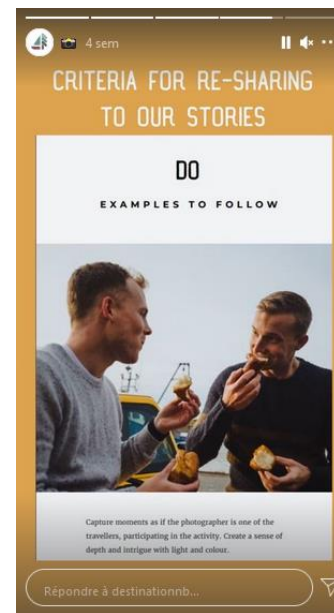 4 sem
CRITERIA FOR RE-SHARING
TO OUR STORIES
DO
EXAMPLES TO FOLLOW
Capture moments as if the photographer is one of the
travellers, participating in the activity. Create a sense of
depth and intrigue with light and colour.
Répondre à destinationnb...